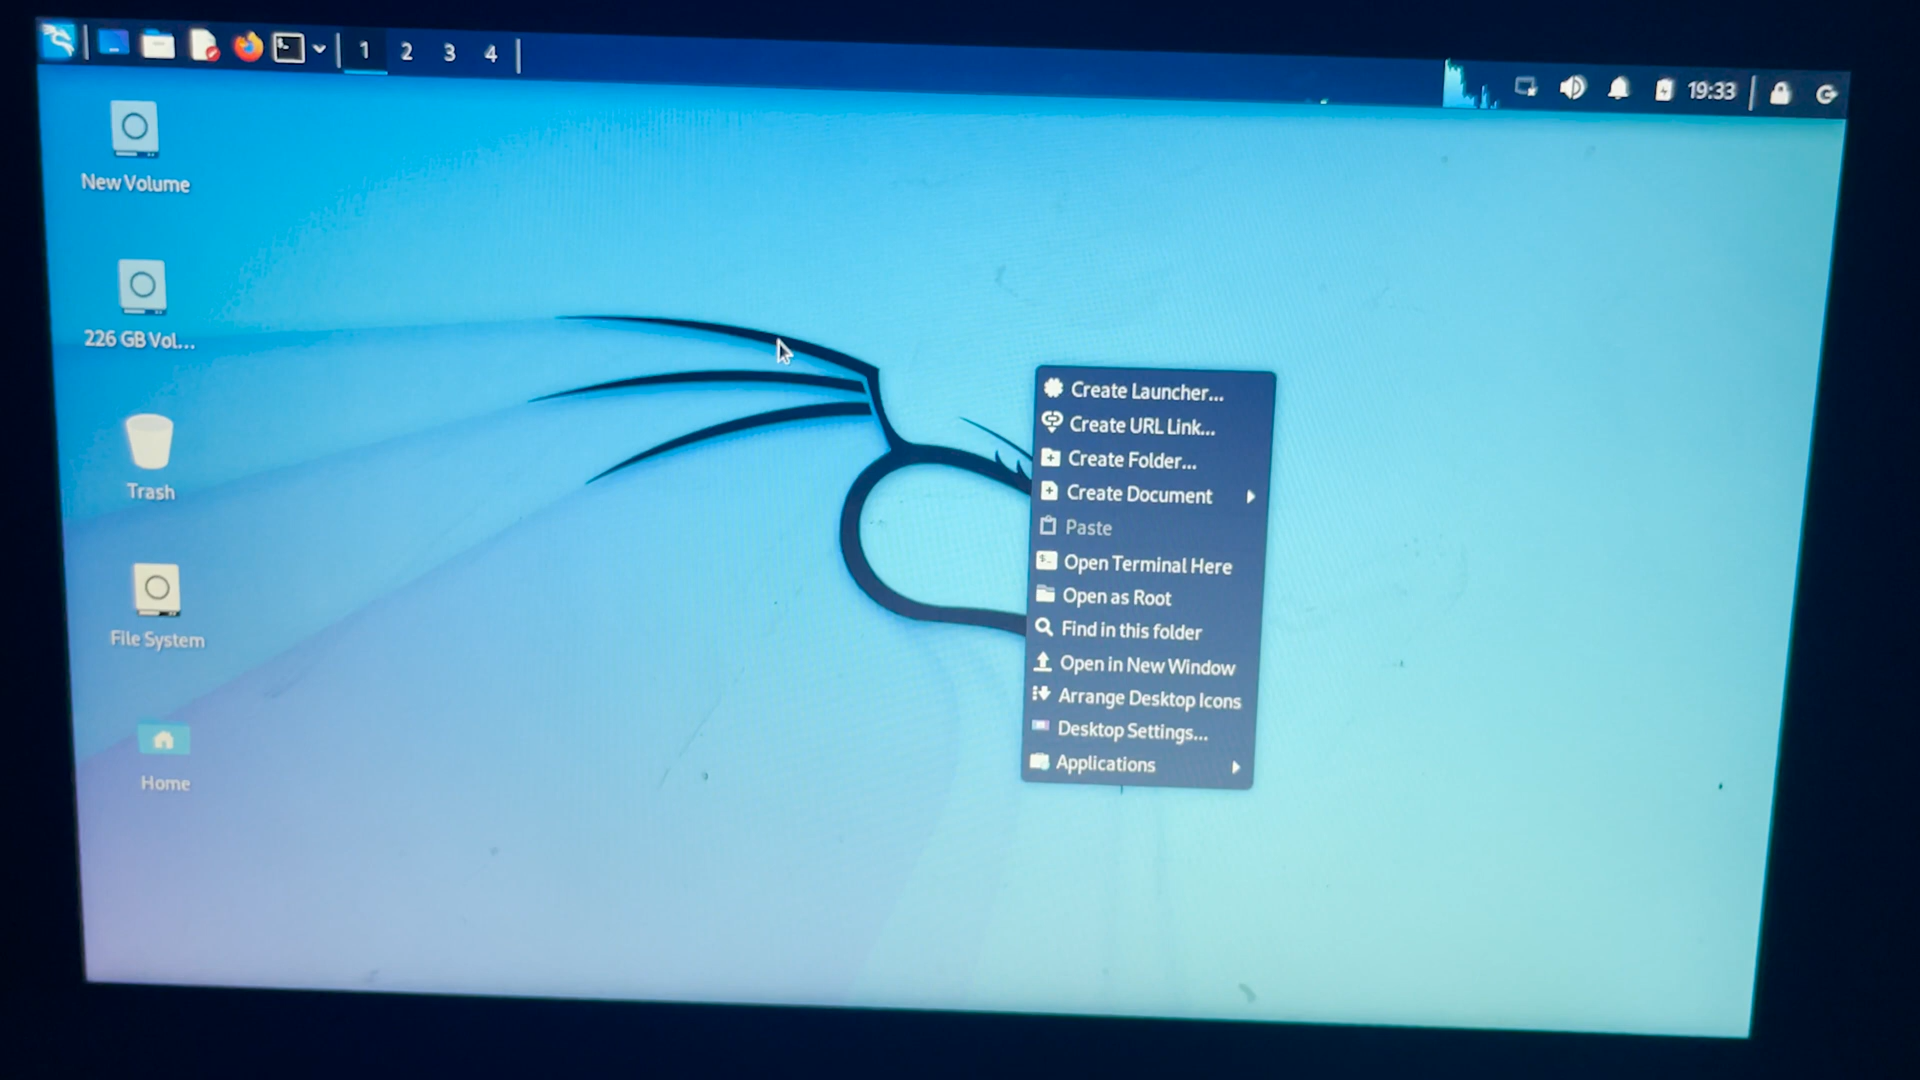 1 2 3 4
19:33
New Volume
226 GB Vol...
Trash
File System
Home
Create Launcher...
Create URL Link...
Create Folder...
Create Document
Paste
Open Terminal Here
Open as Root
Find in this folder
Open in New Window
Arrange Desktop Icons
Desktop Settings...
Applications